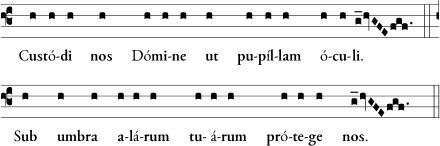 Custó-di nos Dómi-ne ut pu-píl-lam ó-cu-li.
Sub umbra a-lá-rum tu- á-rum pró-te-ge nos.